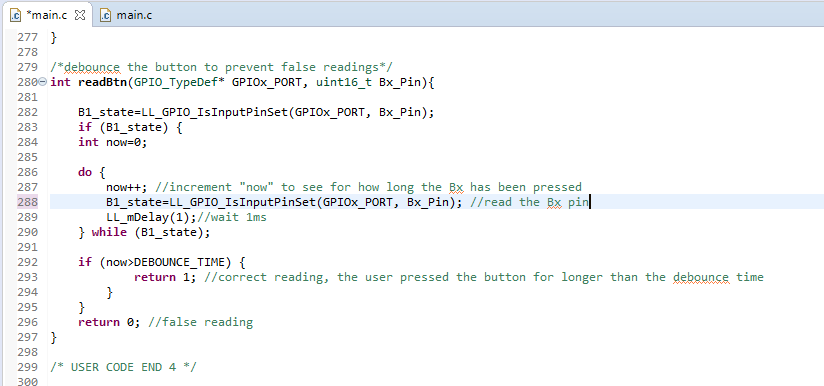 *main.c
main.c
277 }
278
279 /*debounce the button to prevent false readings*/
280 int readBtn(GPIO_TypeDef* GPIOx_PORT, uint16_t Bx_Pin){
281
282 B1_state=LL_GPIO_IsInputPinSet(GPIOx_PORT, Bx_Pin);
283 if (B1_state) {
284 int now=0;
285
286 do {
287 now++; //increment "now" to see for how long the Bx has been pressed
288 B1_state=LL_GPIO_IsInputPinSet(GPIOx_PORT, Bx_Pin); //read the Bx pin
289 LL_mDelay(1);//wait 1ms
290 } while (B1_state);
291
292 if (now>DEBOUNCE_TIME) {
293 return 1; //correct reading, the user pressed the button for longer than the debounce time
294 }
295 }
296 return 0; //false reading
297 }
298
299 /* USER CODE END 4 */
300